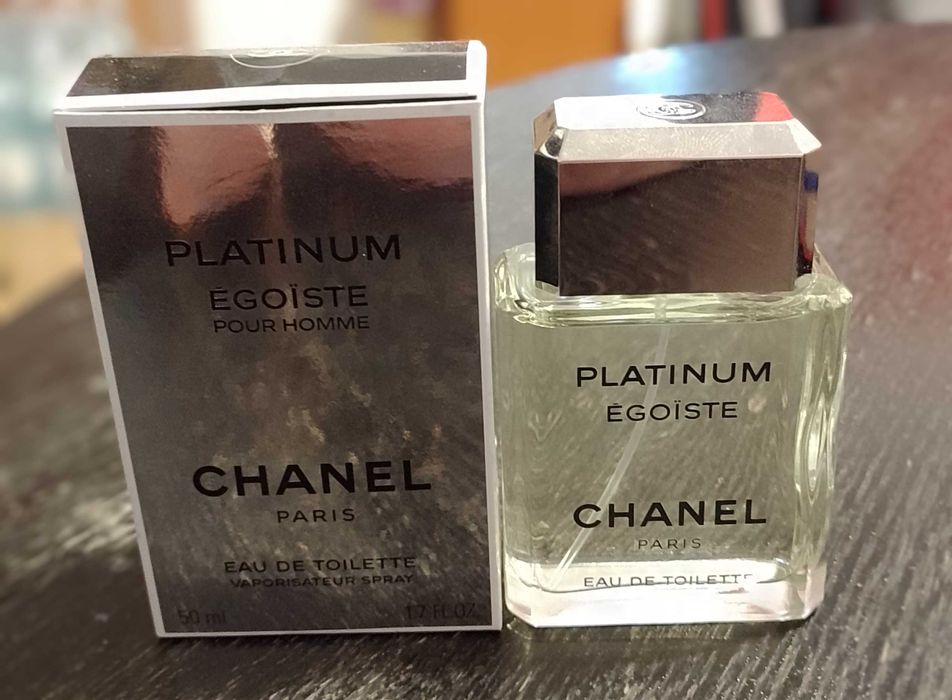 PLATINUM
ÉGOÏSTE
POUR HOMME
CHANEL
PARIS
EAU DE TOILETTE
VAPORISATEUR SPRAY
50 ml 1.7 FL. OZ.
PLATINUM
ÉGOÏSTE
CHANEL
PARIS
EAU DE TOILETTE